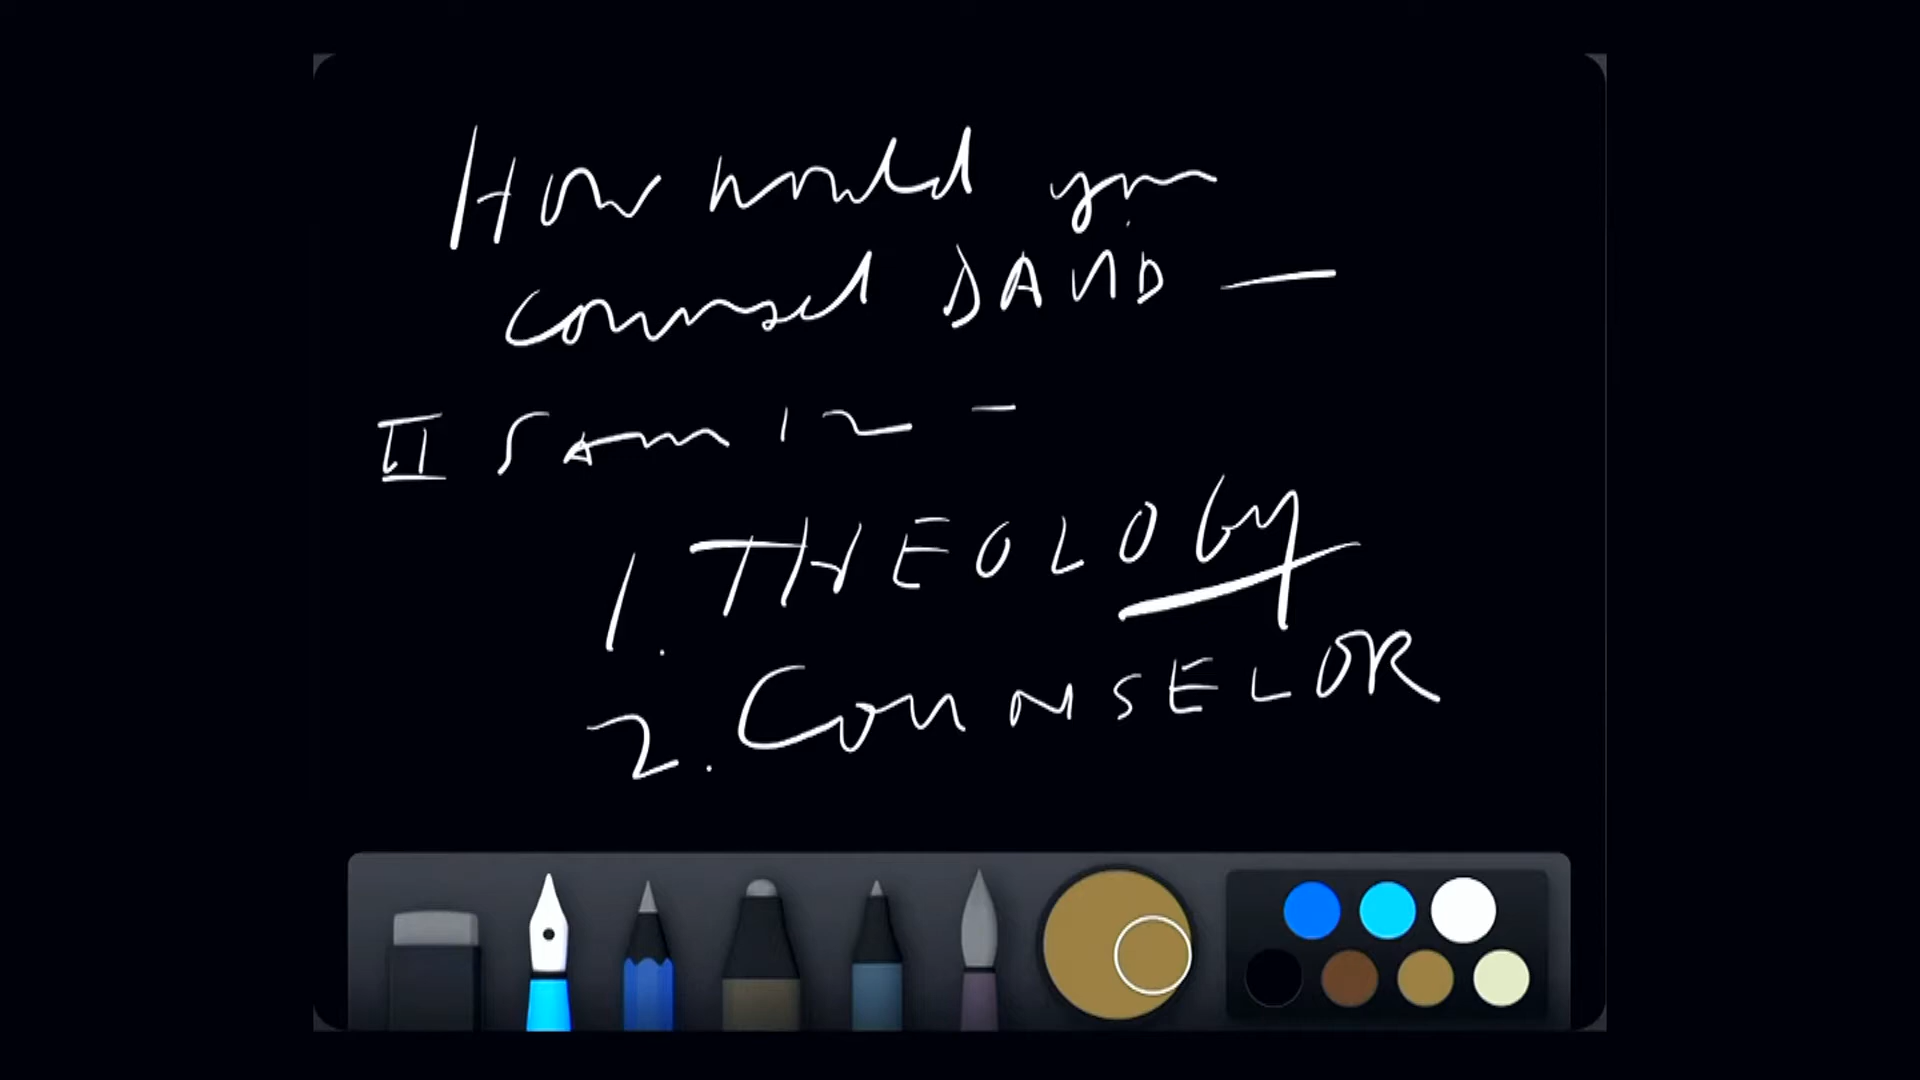 How would you
counsel DAVID —
II Sam 12 -
1. THEOLOGY
2. COUNSELOR